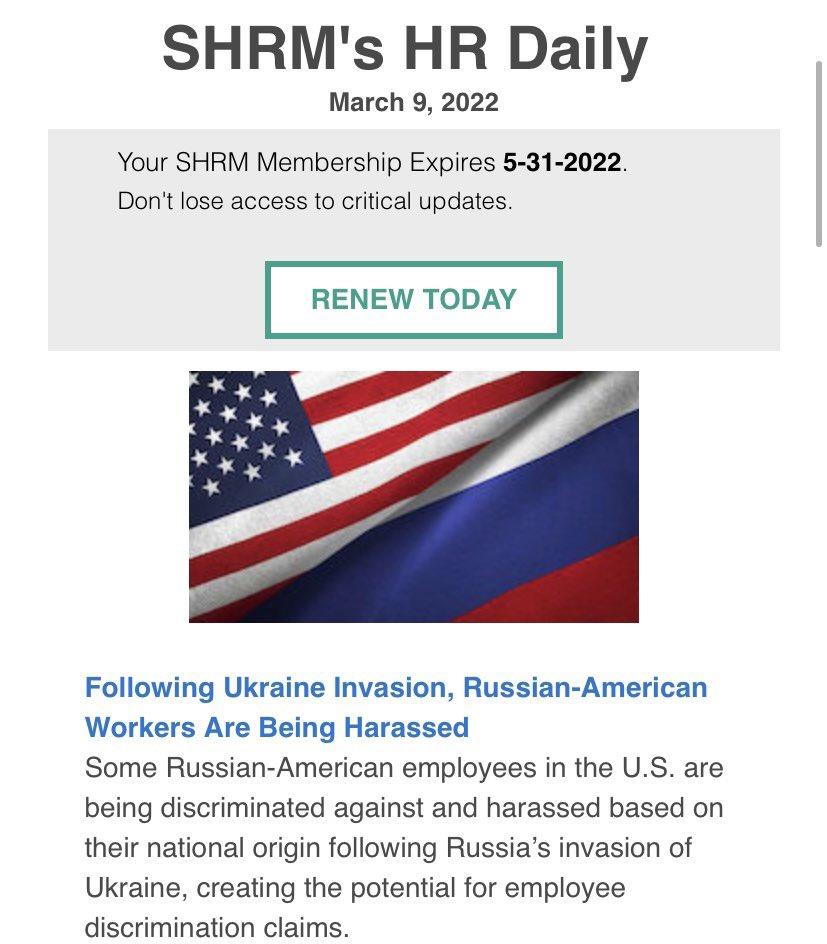 SHRM's HR Daily
March 9, 2022
Your SHRM Membership Expires 5-31-2022.
Don't lose access to critical updates.
RENEW TODAY
Following Ukraine Invasion, Russian-American
Workers Are Being Harassed
Some Russian-American employees in the U.S. are
being discriminated against and harassed based on
their national origin following Russia’s invasion of
Ukraine, creating the potential for employee
discrimination claims.